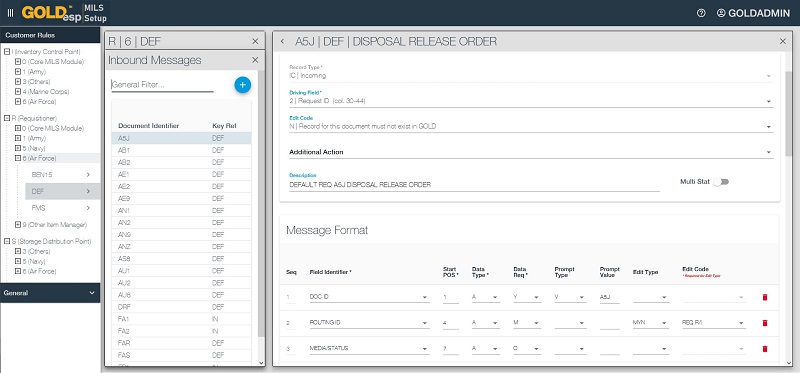 GOLDesp MILS Setup
GOLDADMIN
Customer Rules
I (Inventory Control Point)
0 (Core MILS Module)
1 (Army)
3 (Others)
4 (Marine Corps)
6 (Air Force)
R (Requisitioner)
0 (Core MILS Module)
1 (Army)
5 (Navy)
6 (Air Force)
BEN15
DEF
FMS
9 (Other Item Manager)
S (Storage Distribution Point)
3 (Others)
5 (Navy)
6 (Air Force)
General
R | 6 | DEF
Inbound Messages
General Filter...
Document Identifier Key Ref
A5J DEF
AB1 DEF
AB2 DEF
AE1 DEF
AE2 DEF
AE9 DEF
AN1 DEF
AN2 DEF
AN9 DEF
ANZ DEF
AS8 DEF
AU1 DEF
AU2 DEF
AU6 DEF
DRF DEF
FA1 IN
FA2 IN
FAR DEF
FAS DEF
A5J | DEF | DISPOSAL RELEASE ORDER
Record Type *
IC | Incoming
Driving Field *
2 | Request ID (col. 30-44)
Edit Code
N | Record for this document must not exist in GOLD
Additional Action
Description
DEFAULT REQ A5J DISPOSAL RELEASE ORDER
Multi Stat
Message Format
Seq Field Identifier * Start POS * Data Type * Data Req * Prompt Type Prompt Value Edit Type Edit Code
* Required for Edit Type
1 DOC ID 1 A Y V A5J
2 ROUTING ID 4 A M MYN REQ R/I
3 MEDIA/STATUS 7 A O